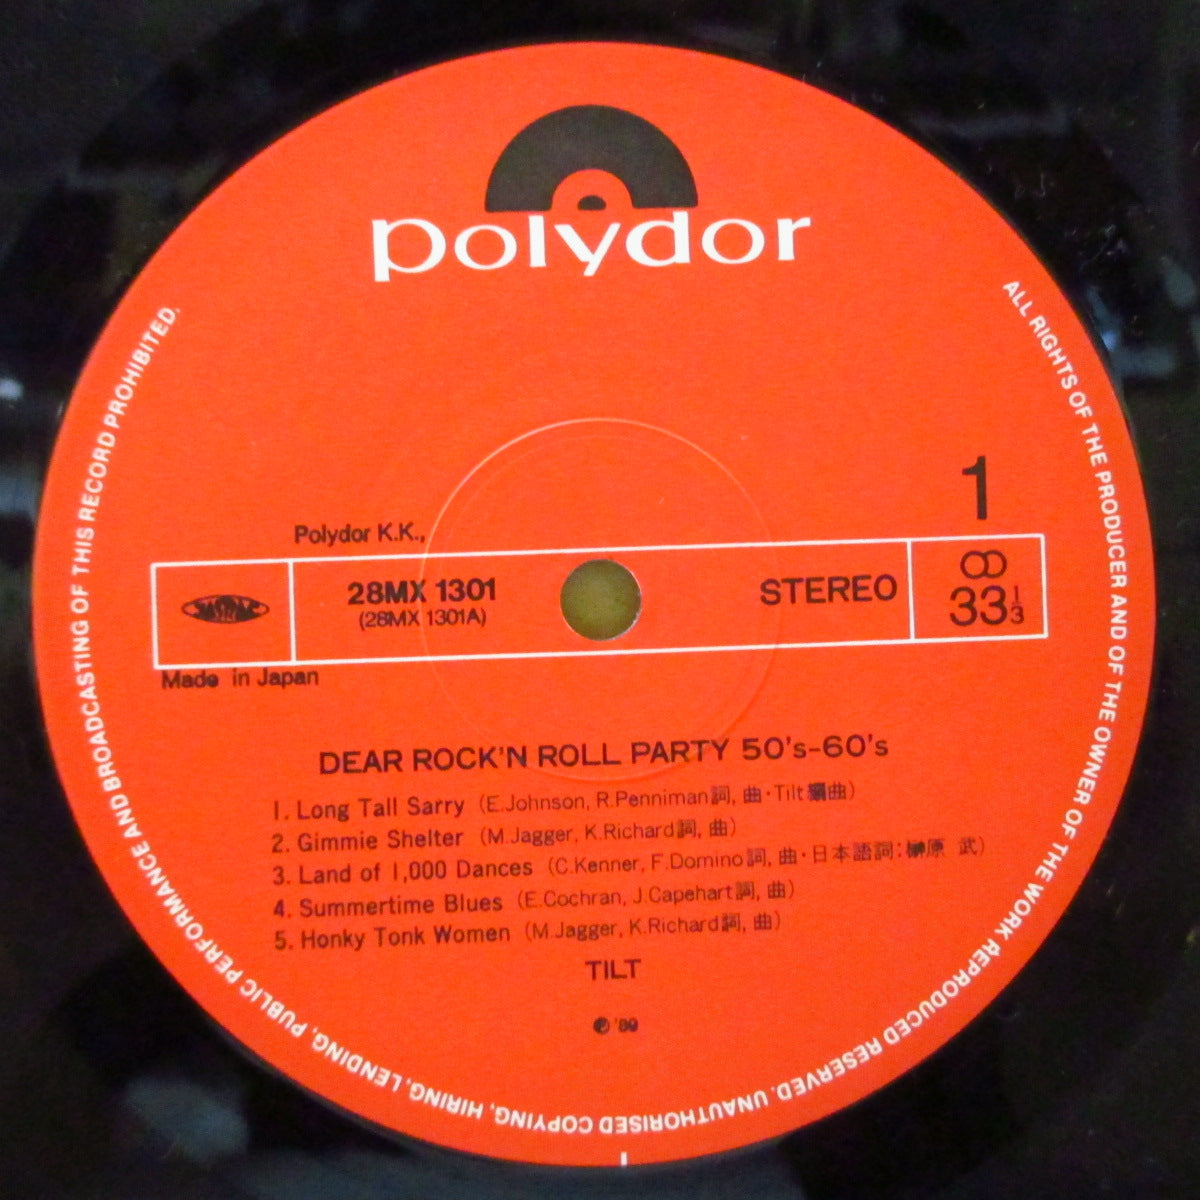 polydor
1
Polydor K.K.,
28MX 1301
(28MX 1301A)
STEREO
33 1/3
Made in Japan
DEAR ROCK'N ROLL PARTY 50's-60's
1. Long Tall Sarry (E.Johnson, R.Penniman詞, 曲・Tilt編曲)
2. Gimmie Shelter (M.Jagger, K.Richard詞, 曲)
3. Land of 1,000 Dances (C.Kenner, F.Domino詞, 曲・日本語詞:榊原 武)
4. Summertime Blues (E.Cochran, J.Capehart詞, 曲)
5. Honky Tonk Women (M.Jagger, K.Richard詞, 曲)
TILT
Ⓟ '89
ALL RIGHTS OF THE PRODUCER AND OF THE OWNER OF THE WORK REPRODUCED RESERVED. UNAUTHORISED COPYING, HIRING, LENDING, PUBLIC PERFORMANCE AND BROADCASTING OF THIS RECORD PROHIBITED.